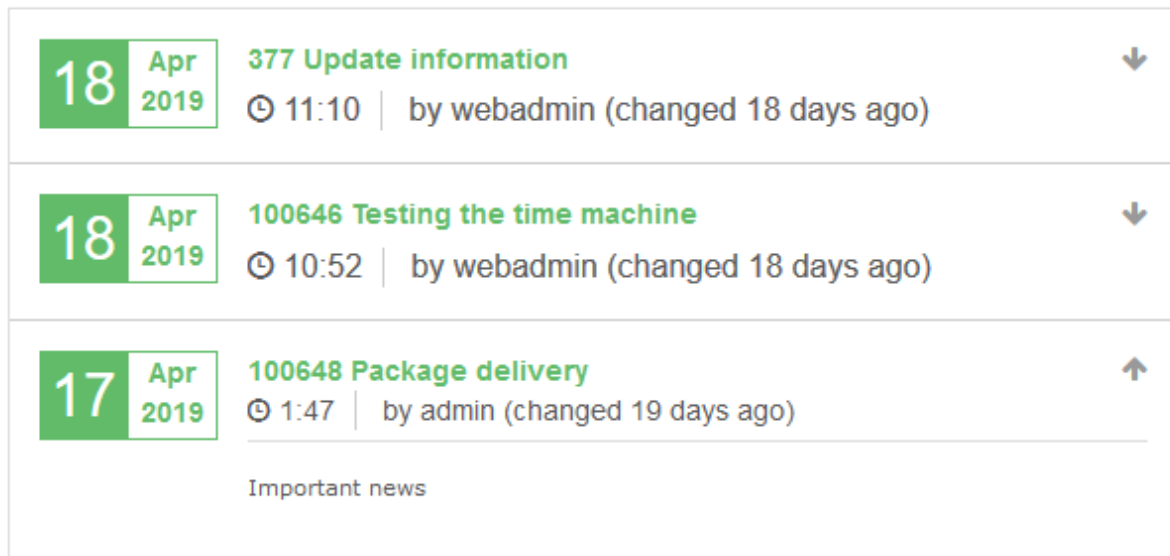 18 Apr 2019
377 Update information
11:10 by webadmin (changed 18 days ago)
18 Apr 2019
100646 Testing the time machine
10:52 by webadmin (changed 18 days ago)
17 Apr 2019
100648 Package delivery
1:47 by admin (changed 19 days ago)
Important news